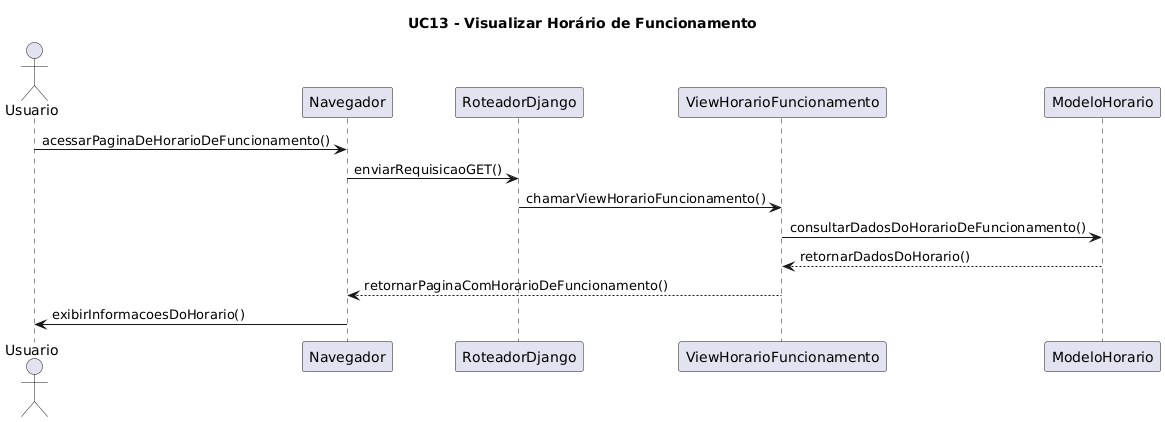 UC13 - Visualizar Horário de Funcionamento
Usuario
Navegador
RoteadorDjango
ViewHorarioFuncionamento
ModeloHorario
acessarPaginaDeHorarioDeFuncionamento()
enviarRequisicaoGET()
chamarViewHorarioFuncionamento()
consultarDadosDoHorarioDeFuncionamento()
retornarDadosDoHorario()
retornarPaginaComHorarioDeFuncionamento()
exibirInformacoesDoHorario()
Usuario
Navegador
RoteadorDjango
ViewHorarioFuncionamento
ModeloHorario